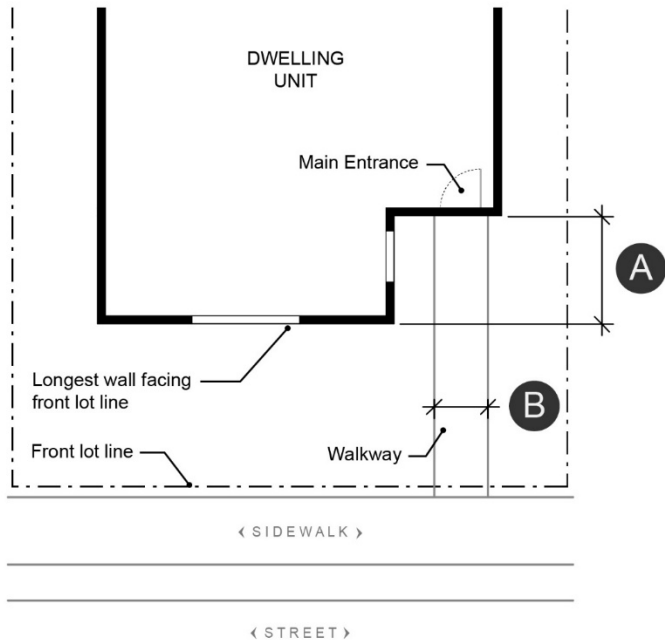 DWELLING
UNIT
Main Entrance
A
Longest wall facing
front lot line
B
Front lot line
Walkway
‹ SIDEWALK ›
‹ STREET ›